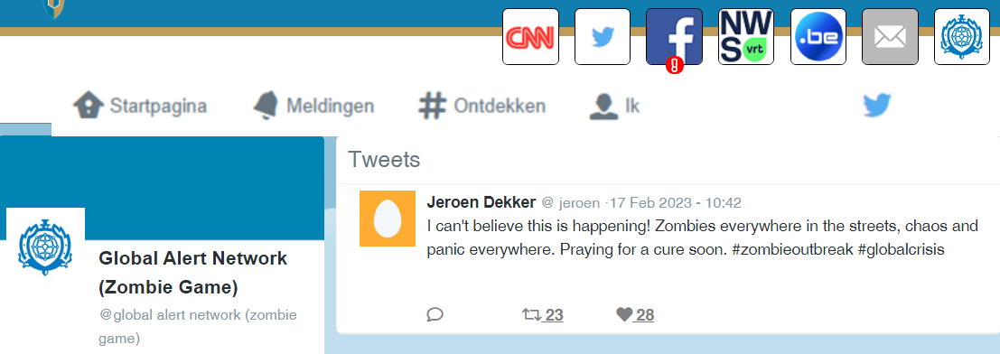 CNN
f
NWS vrt
.be
Startpagina
Meldingen
# Ontdekken
Ik
Tweets
Jeroen Dekker @ jeroen ·17 Feb 2023 - 10:42
I can't believe this is happening! Zombies everywhere in the streets, chaos and
panic everywhere. Praying for a cure soon. #zombieoutbreak #globalcrisis
23
28
Global Alert Network
(Zombie Game)
@global alert network (zombie
game)